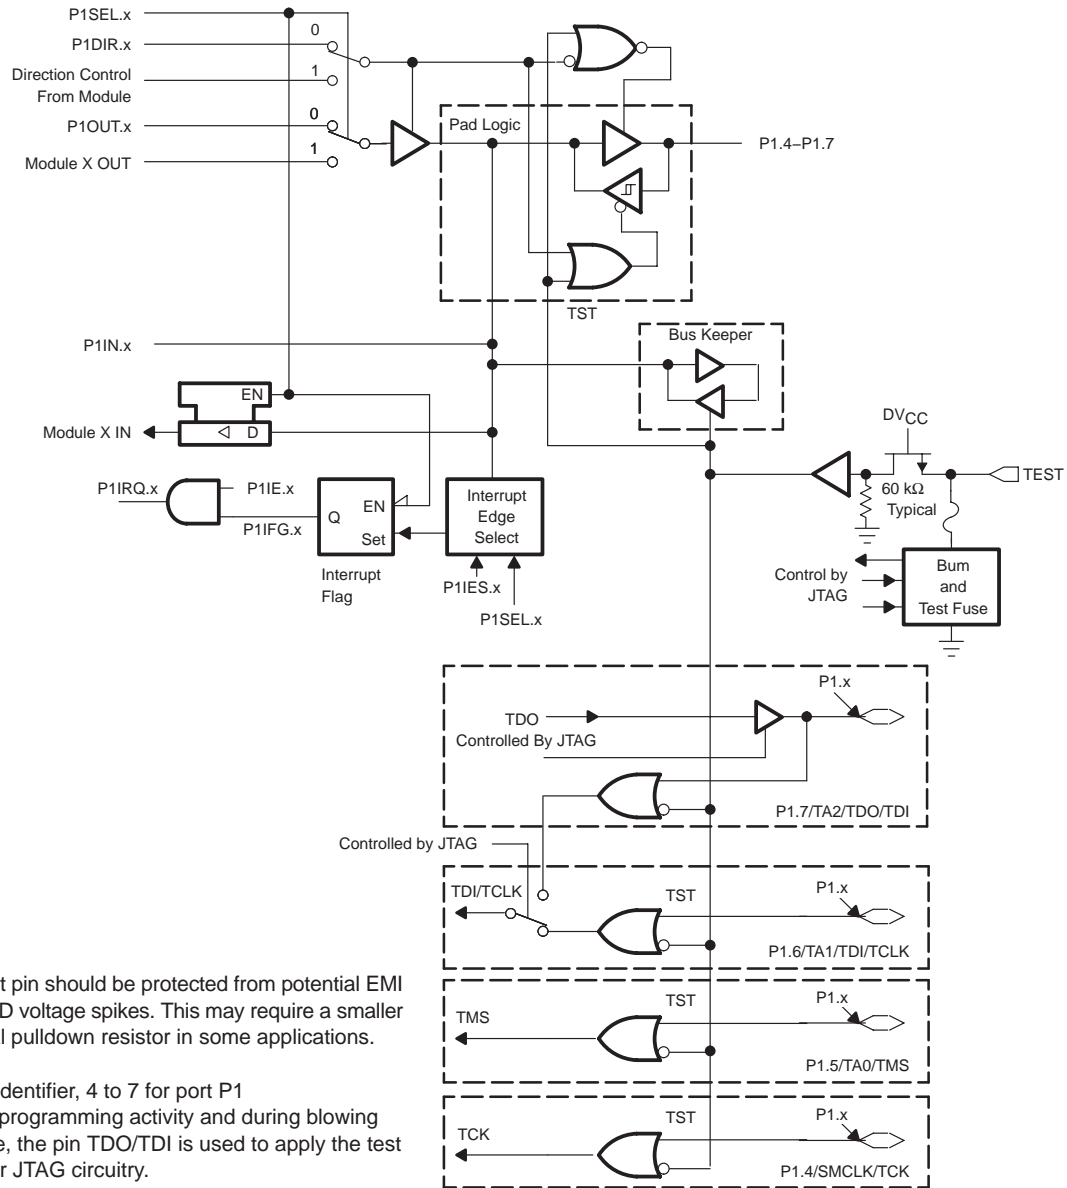 P1SEL.x
0
P1DIR.x
Direction Control
From Module
1
P1OUT.x
0
Module X OUT
1
Pad Logic
P1.4–P1.7
TST
P1IN.x
Bus Keeper
EN
Module X IN
D
P1IRQ.x
P1IE.x
P1IFG.x
Q
EN
Set
Interrupt
Flag
Interrupt
Edge
Select
P1IES.x
P1SEL.x
DVCC
TEST
60 kΩ
Typical
Control by
JTAG
Bum
and
Test Fuse
P1.x
TDO
Controlled By JTAG
P1.7/TA2/TDO/TDI
Controlled by JTAG
TDI/TCLK
TST
P1.x
P1.6/TA1/TDI/TCLK
TMS
TST
P1.x
P1.5/TA0/TMS
TCK
TST
P1.x
P1.4/SMCLK/TCK
t pin should be protected from potential EMI
D voltage spikes. This may require a smaller
al pulldown resistor in some applications.
dentifier, 4 to 7 for port P1
programming activity and during blowing
e, the pin TDO/TDI is used to apply the test
r JTAG circuitry.